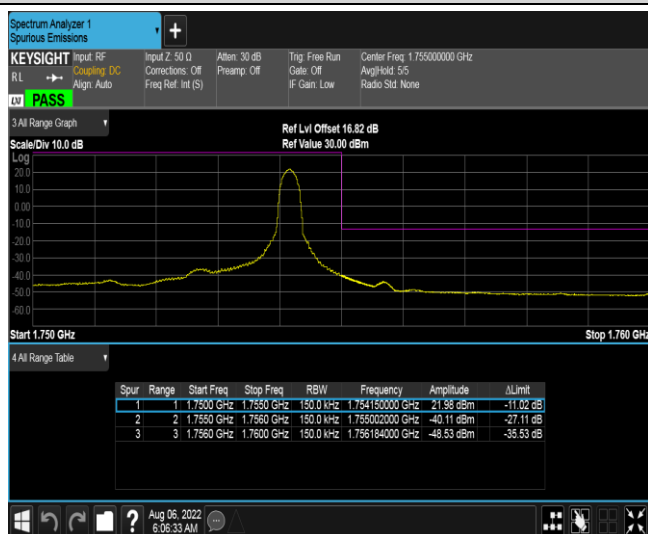 Spectrum Analyzer 1
Spurious Emissions
+
KEYSIGHT
RL
LXI PASS
Input: RF
Coupling: DC
Align: Auto
Input Z: 50 Ω
Corrections: Off
Freq Ref: Int (S)
Atten: 30 dB
Preamp: Off
Trig: Free Run
Gate: Off
IF Gain: Low
Center Freq: 1.755000000 GHz
Avg|Hold: 5/5
Radio Std: None
3 All Range Graph
Ref Lvl Offset 16.82 dB
Scale/Div 10.0 dB
Ref Value 30.00 dBm
Log
20.0
10.0
0.00
-10.0
-20.0
-30.0
-40.0
-50.0
-60.0
Start 1.750 GHz
Stop 1.760 GHz
4 All Range Table
Spur Range Start Freq Stop Freq RBW Frequency Amplitude ΔLimit
1 1 1.7500 GHz 1.7550 GHz 150.0 kHz 1.754150000 GHz 21.98 dBm -11.02 dB
2 2 1.7550 GHz 1.7560 GHz 150.0 kHz 1.755002000 GHz -40.11 dBm -27.11 dB
3 3 1.7560 GHz 1.7600 GHz 150.0 kHz 1.756184000 GHz -48.53 dBm -35.53 dB
?
Aug 06, 2022
6:06:33 AM